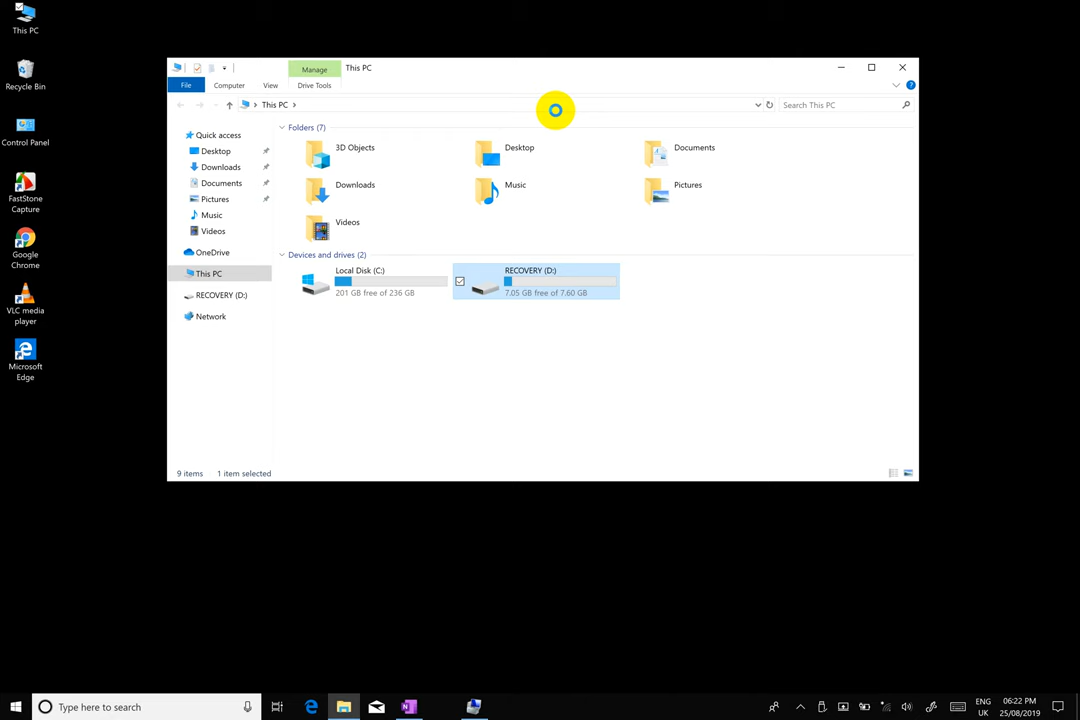 This PC
Recycle Bin
Control Panel
FastStone
Capture
Google
Chrome
VLC media
player
Microsoft
Edge
Manage
This PC
File
Computer
View
Drive Tools
This PC
Search This PC
Quick access
Desktop
Downloads
Documents
Pictures
Music
Videos
OneDrive
This PC
RECOVERY (D:)
Network
Folders (7)
3D Objects
Desktop
Documents
Downloads
Music
Pictures
Videos
Devices and drives (2)
Local Disk (C:)
201 GB free of 236 GB
RECOVERY (D:)
7.05 GB free of 7.60 GB
9 items
1 item selected
Type here to search
ENG
UK
06:22 PM
25/08/2019